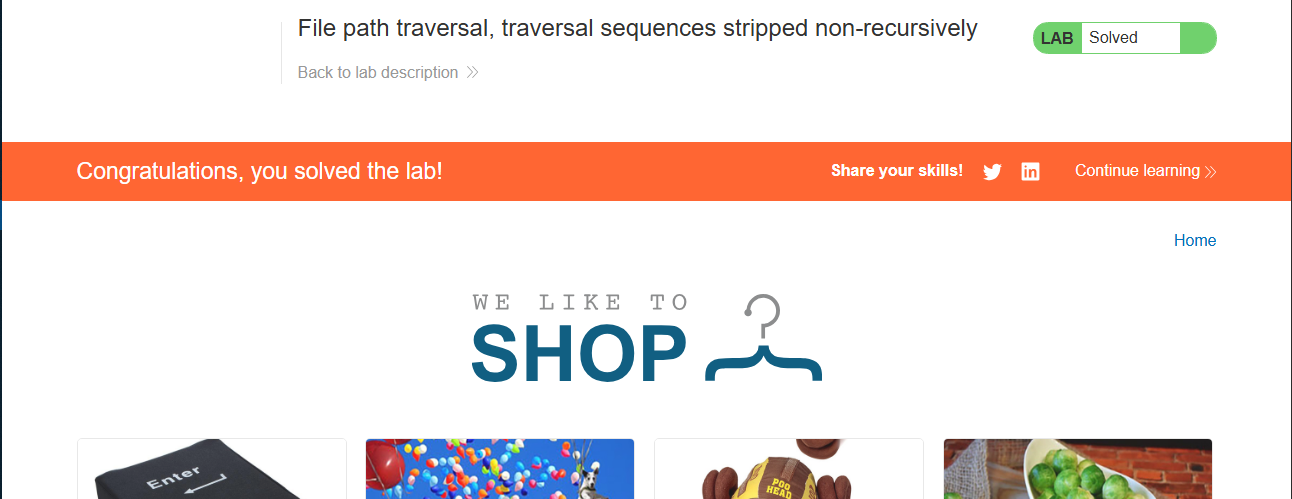 File path traversal, traversal sequences stripped non-recursively
LAB Solved
Back to lab description
Congratulations, you solved the lab!
Share your skills!
Continue learning
Home
WE LIKE TO
SHOP
Enter
POO
HEAD